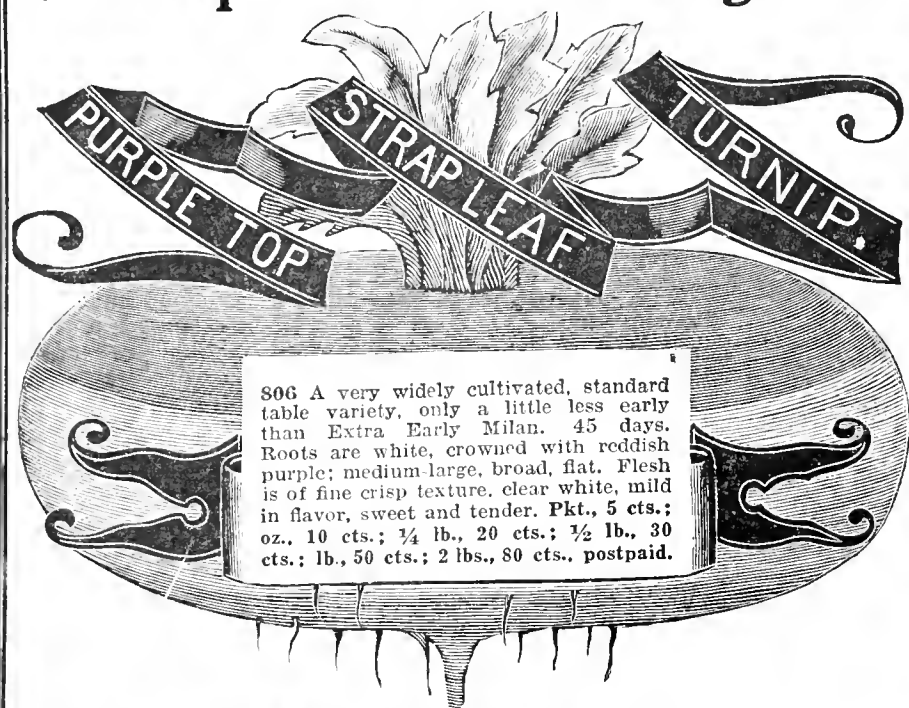 PURPLE TOP STRAP LEAF TURNIP.
806 A very widely cultivated, standard
table variety, only a little less early
than Extra Early Milan. 45 days.
Roots are white, crowned with reddish
purple; medium-large, broad, flat. Flesh
is of fine crisp texture, clear white, mild
in flavor, sweet and tender. Pkt., 5 cts.;
oz., 10 cts.; ¼ lb., 20 cts.; ½ lb., 30
cts.; lb., 50 cts.; 2 lbs., 80 cts., postpaid.